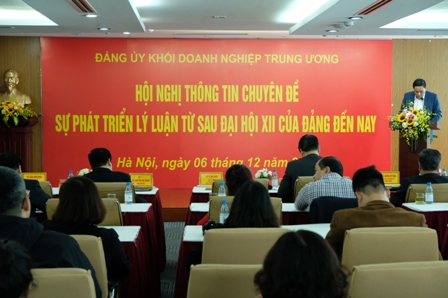 ĐẢNG ỦY KHỐI DOANH NGHIỆP TRUNG ƯƠNG
HỘI NGHỊ THÔNG TIN CHUYÊN ĐỀ
SỰ PHÁT TRIỂN LÝ LUẬN TỪ SAU ĐẠI HỘI XII CỦA ĐẢNG ĐẾN NAY
Hà Nội, ngày 06 tháng 12 năm